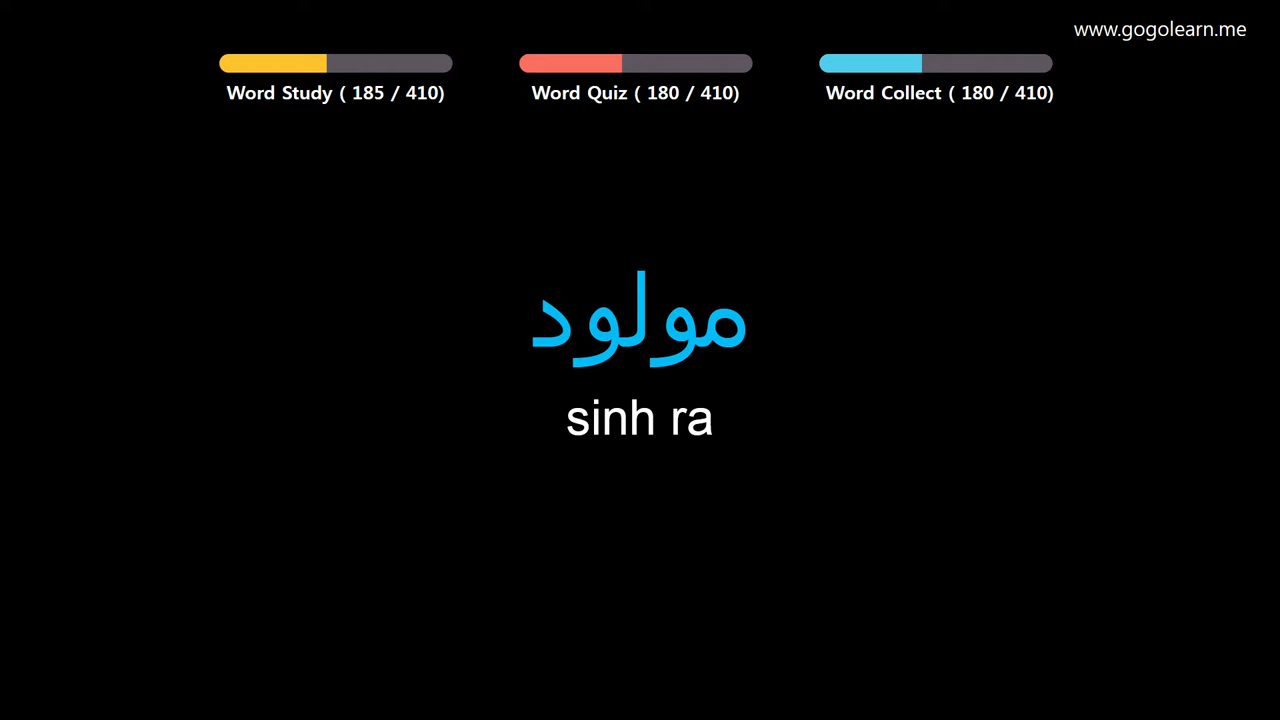 www.gogolearn.me
Word Study ( 185 / 410)
Word Quiz ( 180 / 410)
Word Collect ( 180 / 410)
مولود
sinh ra